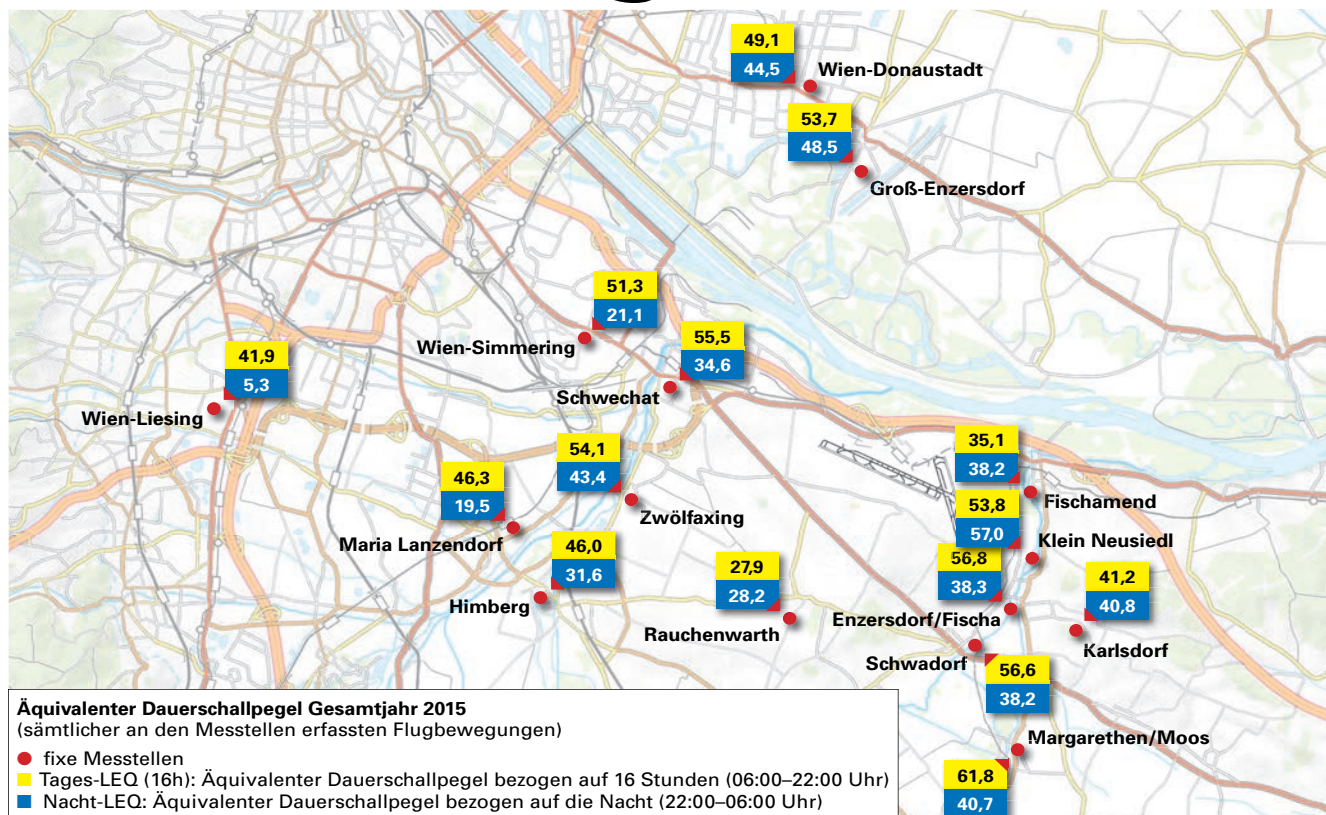 49,1
44,5
Wien-Donaustadt
53,7
48,5
Groß-Enzersdorf
51,3
21,1
Wien-Simmering
55,5
34,6
Schwechat
41,9
5,3
Wien-Liesing
54,1
43,4
Zwölfaxing
46,3
19,5
Maria Lanzendorf
46,0
31,6
Himberg
27,9
28,2
Rauchenwarth
35,1
38,2
Fischamend
53,8
57,0
Klein Neusiedl
56,8
38,3
Enzersdorf/Fischa
41,2
40,8
Karlsdorf
Schwadorf
56,6
38,2
Margarethen/Moos
61,8
40,7
Äquivalenter Dauerschallpegel Gesamtjahr 2015
(sämtlicher an den Messtellen erfassten Flugbewegungen)
fixe Messtellen
Tages-LEQ (16h): Äquivalenter Dauerschallpegel bezogen auf 16 Stunden (06:00–22:00 Uhr)
Nacht-LEQ: Äquivalenter Dauerschallpegel bezogen auf die Nacht (22:00–06:00 Uhr)